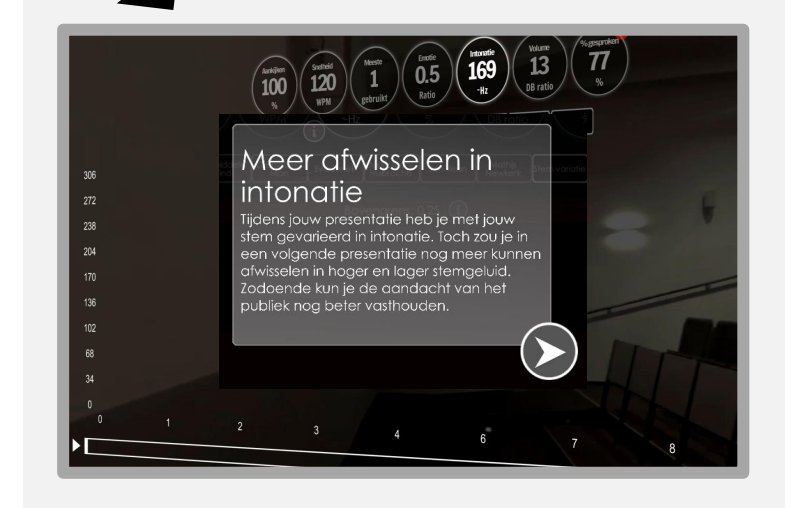 Aankijken
100
%
Snelheid
120
WPM
Meeste
1
gebruikt
Emotie
0.5
Ratio
Intonatie
169
~Hz
Volume
13
DB ratio
% gesproken
77
%
WPM
~Hz
i
Meer afwisselen in
intonatie
Tijdens jouw presentatie heb je met jouw
stem gevarieerd in intonatie. Toch zou je in
een volgende presentatie nog meer kunnen
afwisselen in hoger en lager stemgeluid.
Zodoende kun je de aandacht van het
publiek nog beter vasthouden.
306
272
238
204
170
136
102
68
34
0
0
1
2
3
4
6
7
8